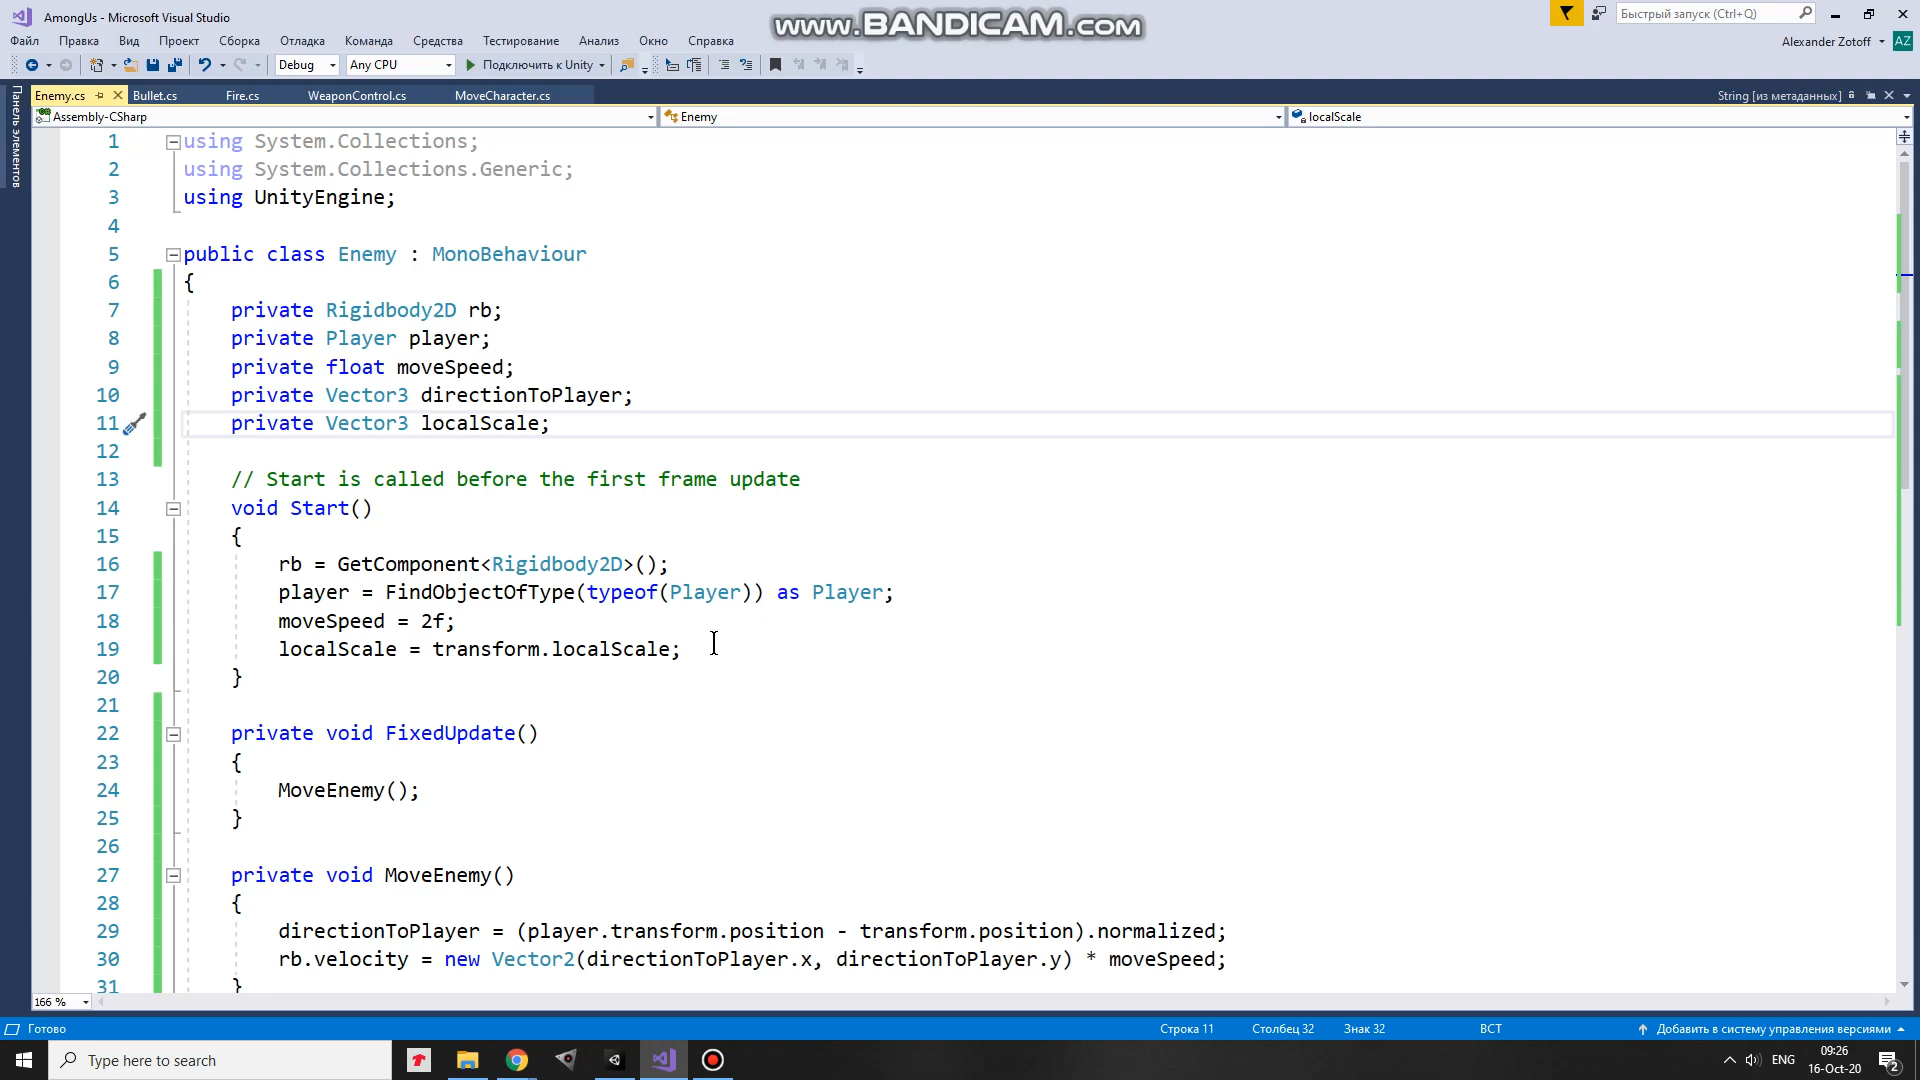 AmongUs - Microsoft Visual Studio
www.BANDICAM.com
Быстрый запуск (Ctrl+Q)
Файл Правка Вид Проект Сборка Отладка Команда Средства Тестирование Анализ Окно Справка
Alexander Zotoff AZ
Debug Any CPU Подключить к Unity
Панель элементов
Enemy.cs Bullet.cs Fire.cs WeaponControl.cs MoveCharacter.cs String [из метаданных]
Assembly-CSharp Enemy localScale
1 using System.Collections;
2 using System.Collections.Generic;
3 using UnityEngine;
4
5 public class Enemy : MonoBehaviour
6 {
7 private Rigidbody2D rb;
8 private Player player;
9 private float moveSpeed;
10 private Vector3 directionToPlayer;
11 private Vector3 localScale;
12
13 // Start is called before the first frame update
14 void Start()
15 {
16 rb = GetComponent<Rigidbody2D>();
17 player = FindObjectOfType(typeof(Player)) as Player;
18 moveSpeed = 2f;
19 localScale = transform.localScale;
20 }
21
22 private void FixedUpdate()
23 {
24 MoveEnemy();
25 }
26
27 private void MoveEnemy()
28 {
29 directionToPlayer = (player.transform.position - transform.position).normalized;
30 rb.velocity = new Vector2(directionToPlayer.x, directionToPlayer.y) * moveSpeed;
31 }
166 %
Готово Строка 11 Столбец 32 Знак 32 ВСТ Добавить в систему управления версиями
Type here to search ENG 09:26
16-Oct-20 2